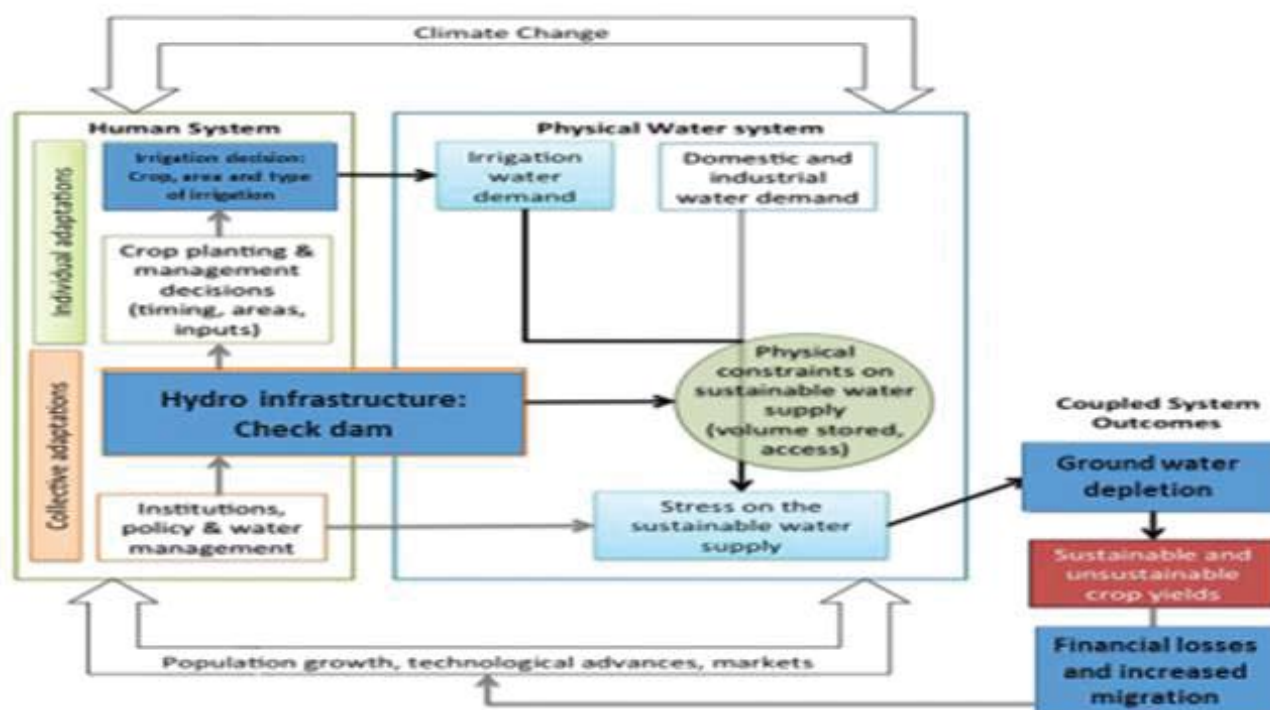 Climate Change
Human System
Physical Water system
Individual adaptations
Irrigation decision:
Crop, area and type
of irrigation
Irrigation
water
demand
Domestic and
industrial
water demand
Crop planting &
management
decisions
(timing, areas,
inputs)
Collective adaptations
Hydro infrastructure:
Check dam
Physical
constraints on
sustainable water
supply
(volume stored,
access)
Institutions,
policy & water
management
Stress on the
sustainable water
supply
Coupled System
Outcomes
Ground water
depletion
Sustainable and
unsustainable
crop yields
Financial losses
and increased
migration
Population growth, technological advances, markets